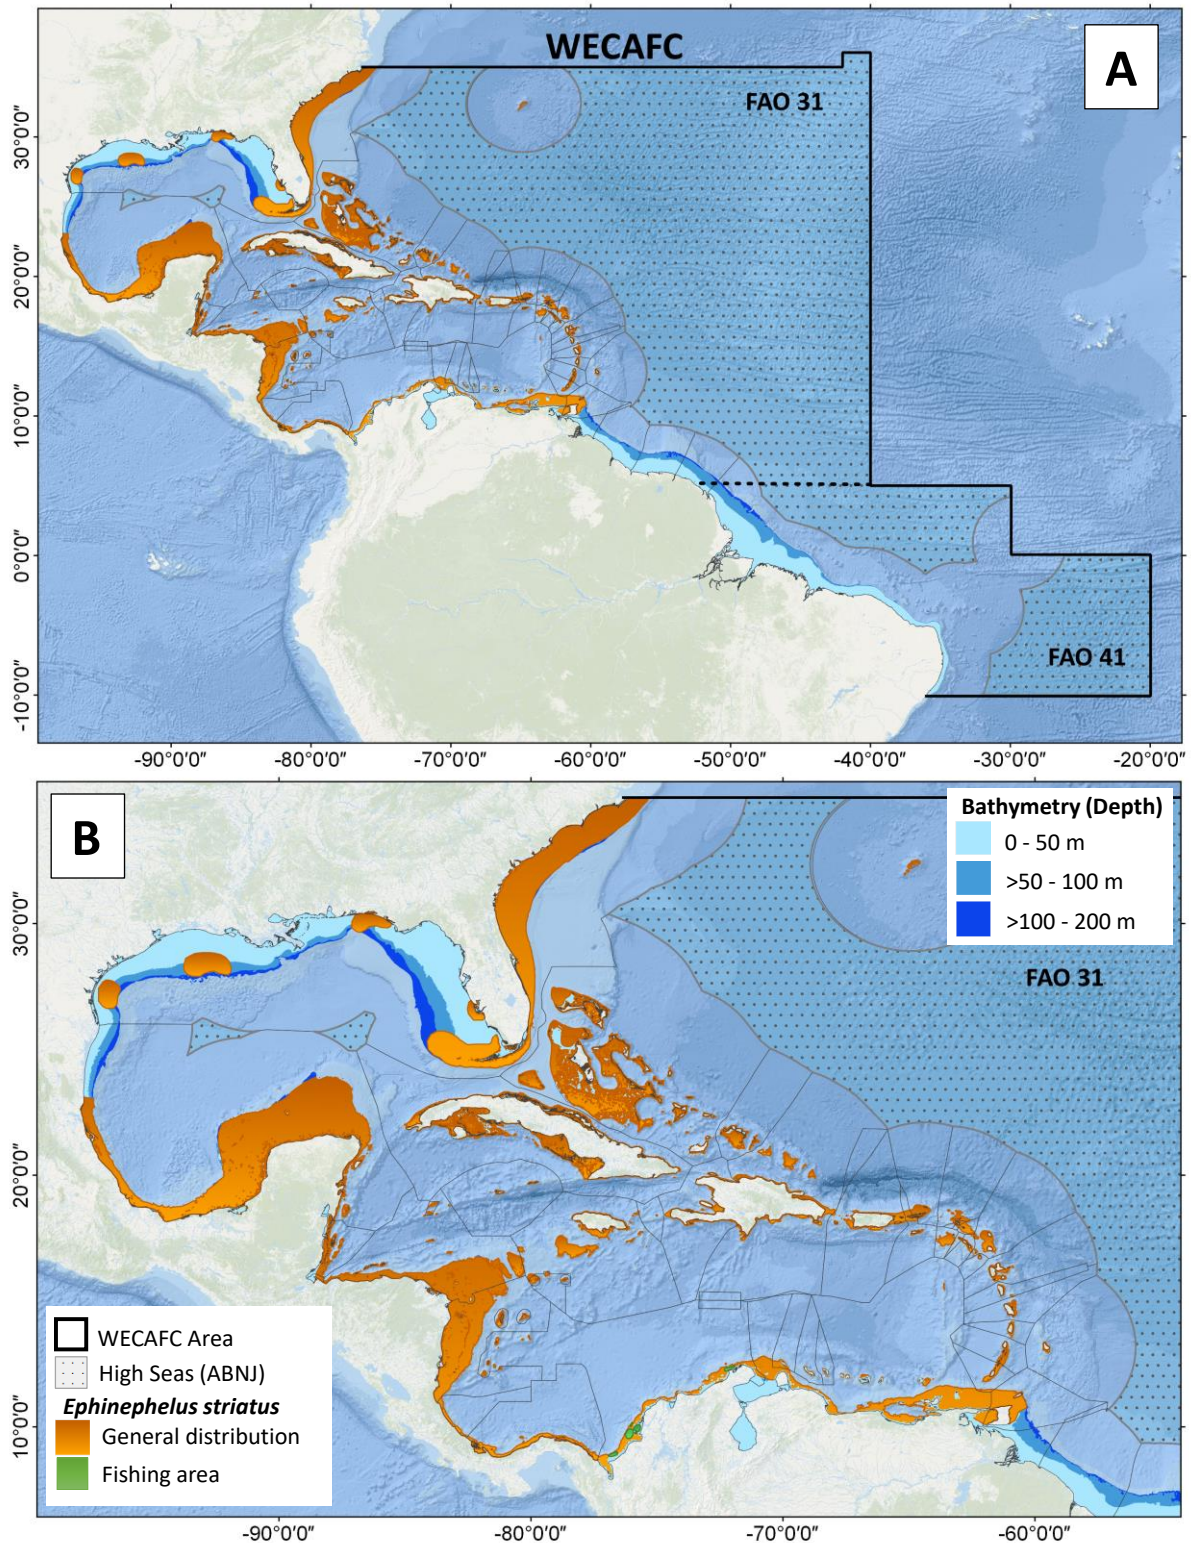 WECAFC
A
FAO 31
FAO 41
30°0'0"
20°0'0"
10°0'0"
0°0'0"
-10°0'0"
-90°0'0"
-80°0'0"
-70°0'0"
-60°0'0"
-50°0'0"
-40°0'0"
-30°0'0"
-20°0'0"
B
Bathymetry (Depth)
0 - 50 m
>50 - 100 m
>100 - 200 m
FAO 31
30°0'0"
20°0'0"
10°0'0"
WECAFC Area
High Seas (ABNJ)
Ephinephelus striatus
General distribution
Fishing area
-90°0'0"
-80°0'0"
-70°0'0"
-60°0'0"